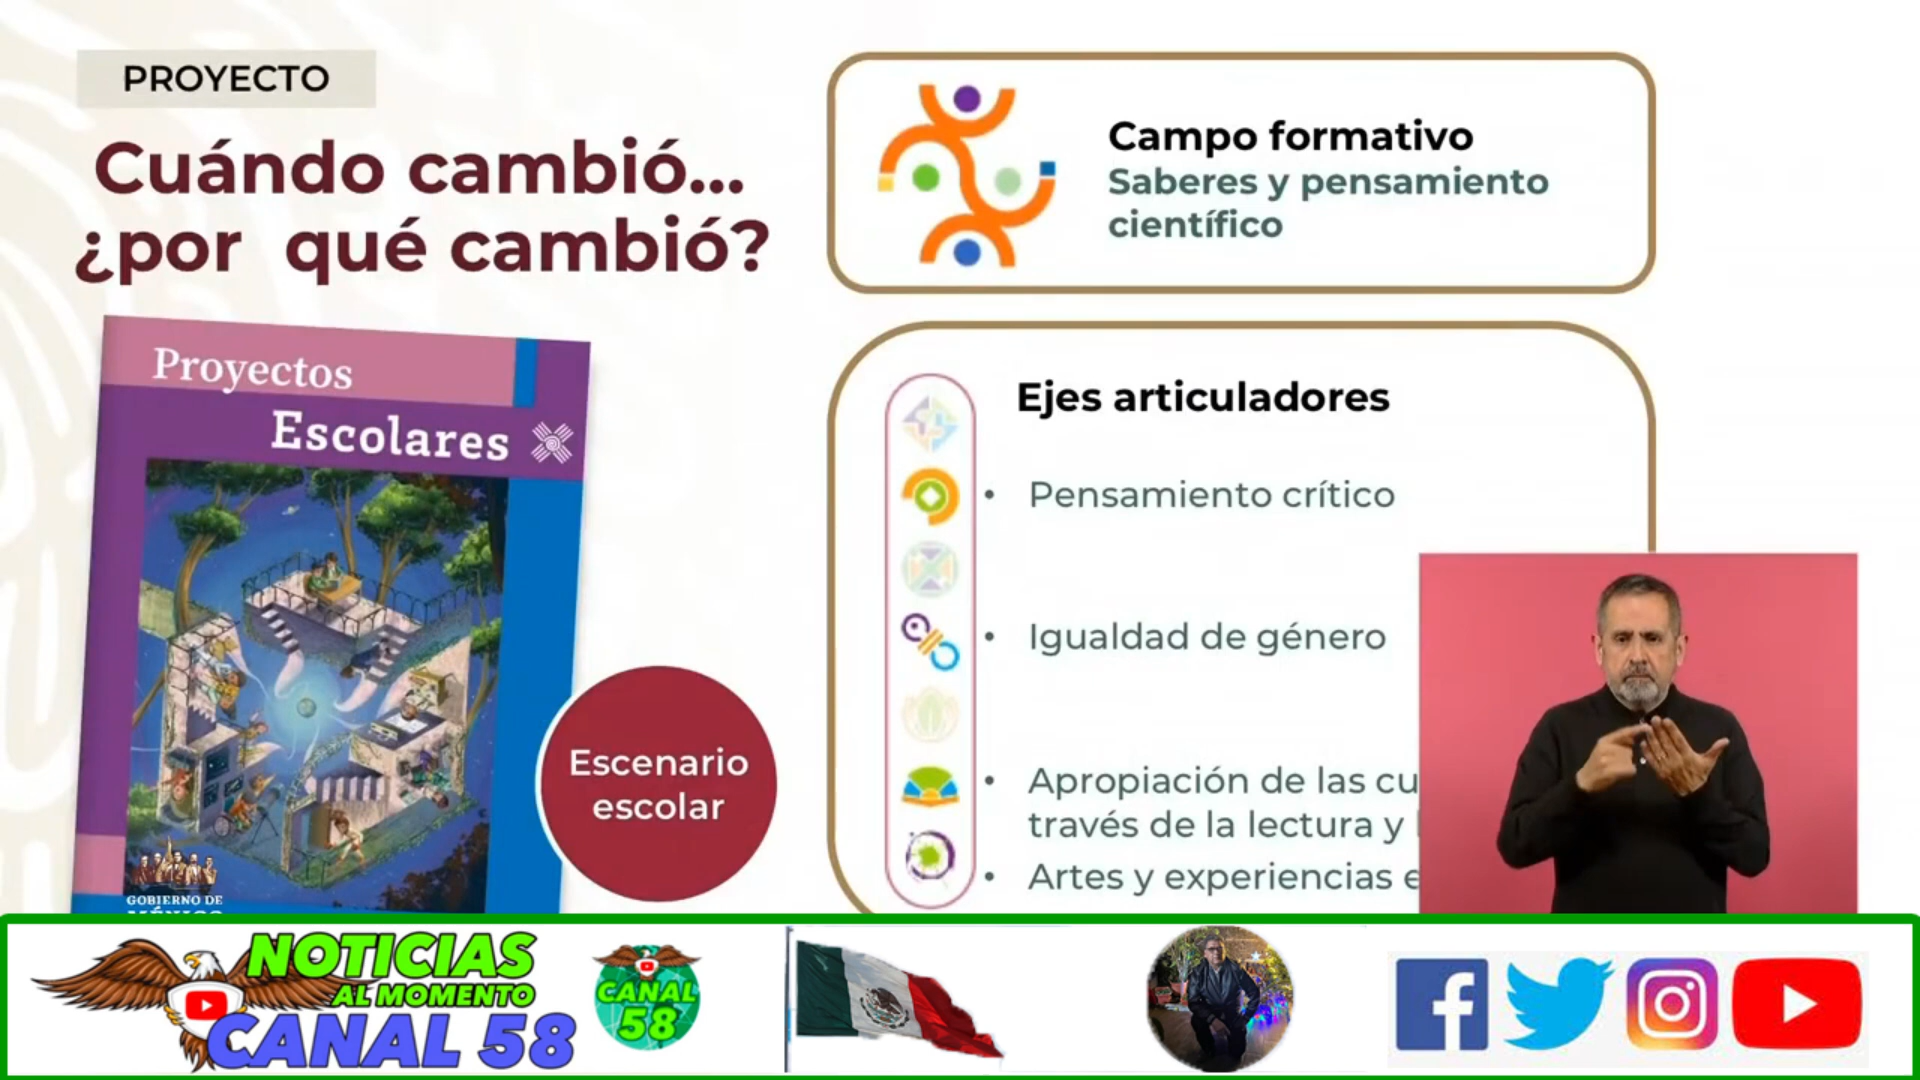 PROYECTO
Cuándo cambió...
¿por qué cambió?
Proyectos
Escolares
GOBIERNO DE
MÉXICO
Escenario
escolar
Campo formativo
Saberes y pensamiento
científico
Ejes articuladores
• Pensamiento crítico
• Igualdad de género
• Apropiación de las cu
través de la lectura y
• Artes y experiencias e
NOTICIAS
AL MOMENTO
CANAL 58
CANAL
58